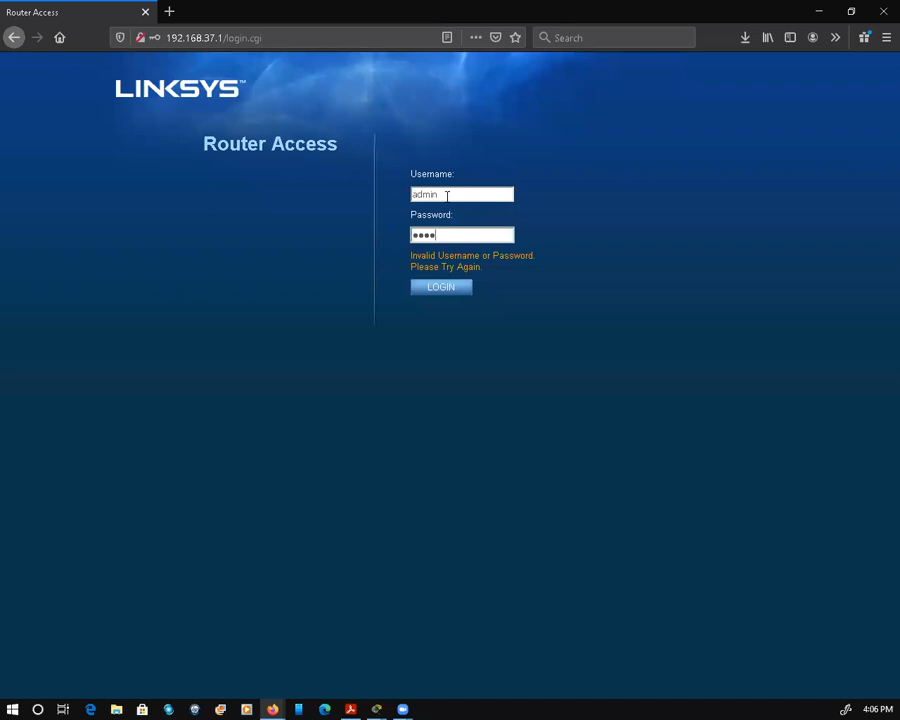 Router Access
192.168.37.1/login.cgi
Search
LINKSYS™
Router Access
Username:
admin
Password:
••••
Invalid Username or Password.
Please Try Again.
LOGIN
4:06 PM